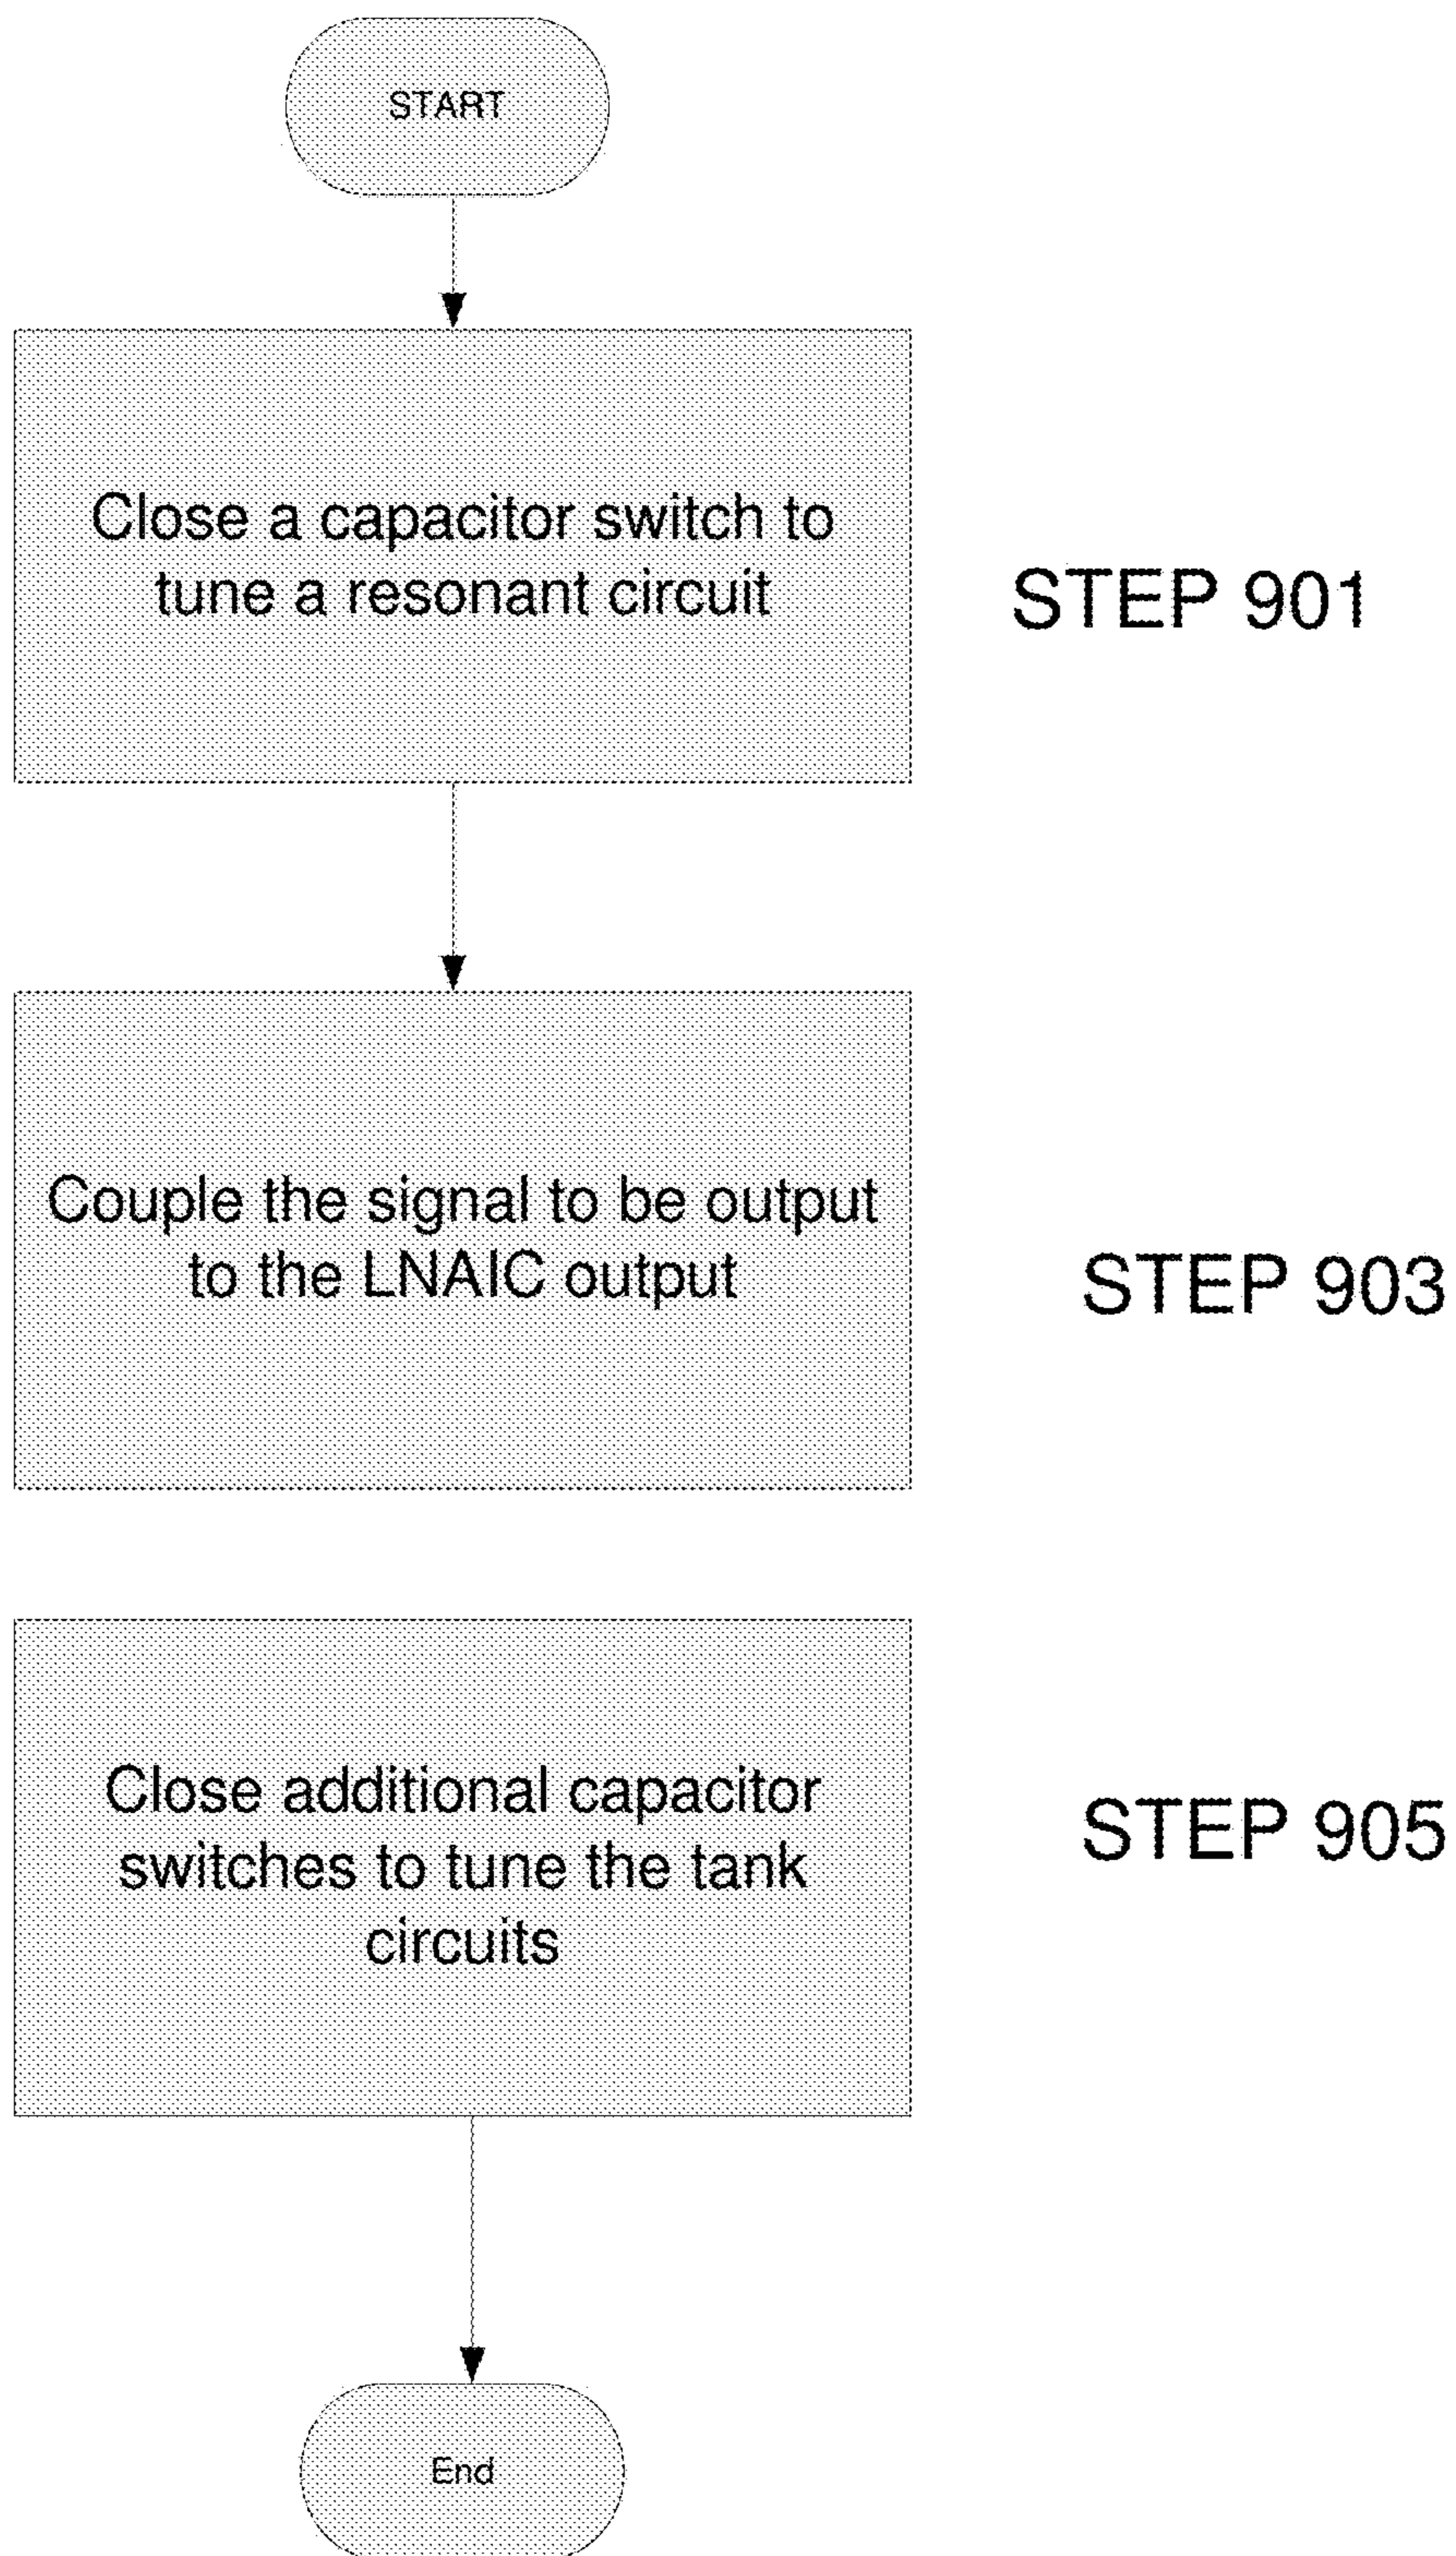 START
Close a capacitor switch to
tune a resonant circuit
STEP 901
Couple the signal to be output
to the LNAIC output
STEP 903
Close additional capacitor
switches to tune the tank
circuits
STEP 905
End